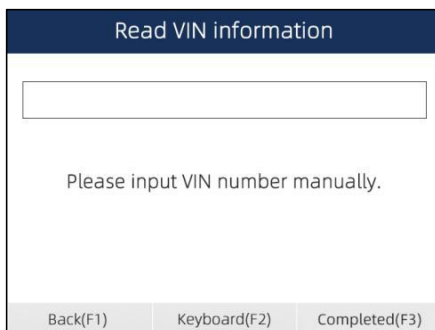 Read VIN information
Please input VIN number manually.
Back(F1) Keyboard(F2) Completed(F3)